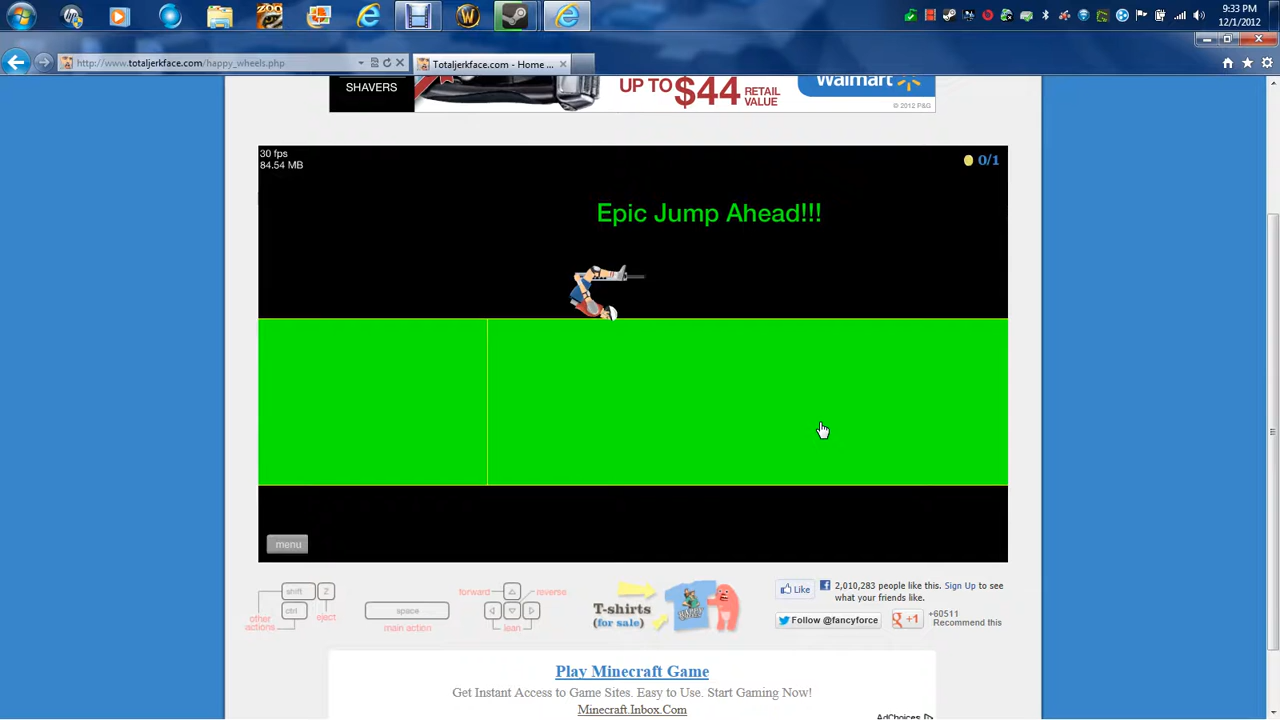 9:33 PM
12/1/2012
http://www.totaljerkface.com/happy_wheels.php
Totaljerkface.com - Home ...
SHAVERS
UP TO $44 RETAIL VALUE
Walmart
© 2012 P&G
30 fps
84.54 MB
0/1
Epic Jump Ahead!!!
menu
shift
Z
ctrl
eject
other actions
space
main action
forward
reverse
lean
T-shirts
(for sale)
Like
2,010,283 people like this. Sign Up to see
what your friends like.
Follow @fancyforce
+1
+60511
Recommend this
Play Minecraft Game
Get Instant Access to Game Sites. Easy to Use. Start Gaming Now!
Minecraft.Inbox.Com
AdChoices